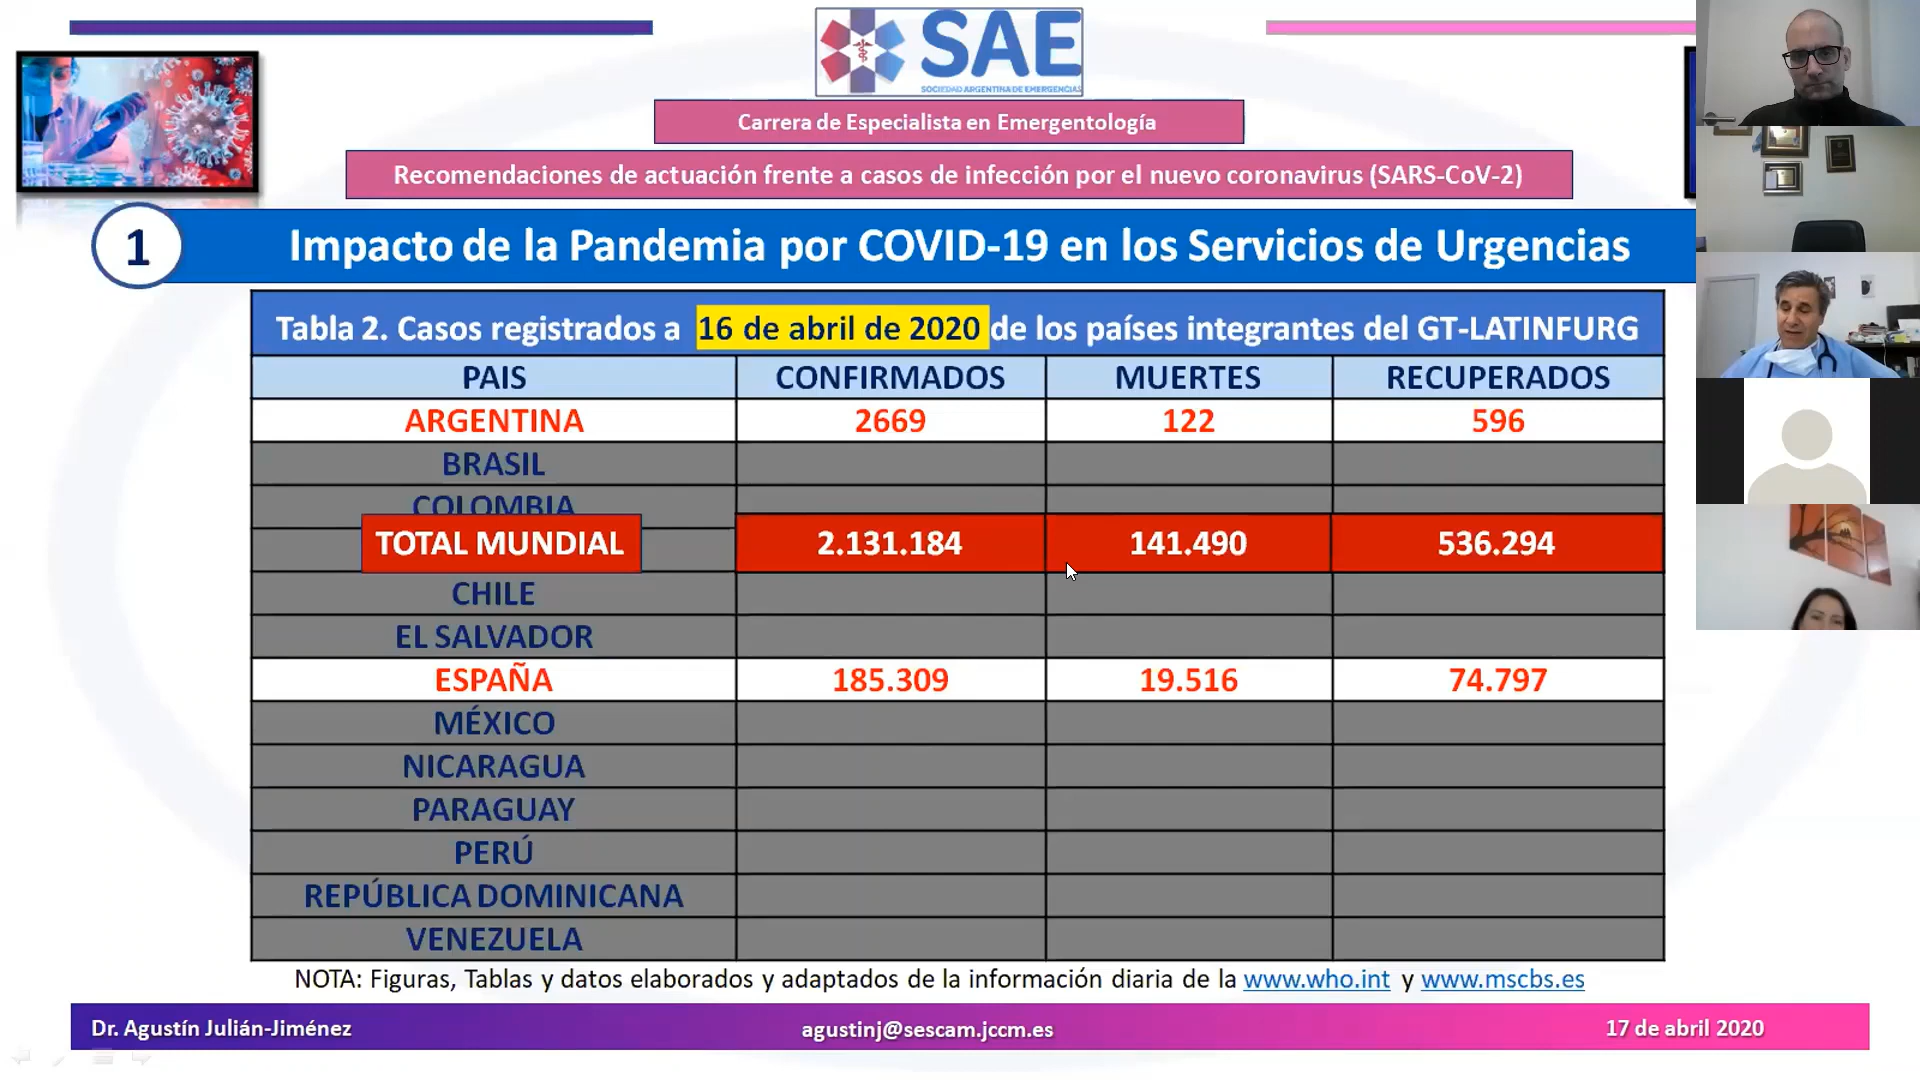 SAE
SOCIEDAD ARGENTINA DE EMERGENCIAS
Carrera de Especialista en Emergentología
Recomendaciones de actuación frente a casos de infección por el nuevo coronavirus (SARS-CoV-2)
1 Impacto de la Pandemia por COVID-19 en los Servicios de Urgencias
Tabla 2. Casos registrados a 16 de abril de 2020 de los países integrantes del GT-LATINFURG
PAIS CONFIRMADOS MUERTES RECUPERADOS
ARGENTINA 2669 122 596
BRASIL
COLOMBIA
TOTAL MUNDIAL 2.131.184 141.490 536.294
CHILE
EL SALVADOR
ESPAÑA 185.309 19.516 74.797
MÉXICO
NICARAGUA
PARAGUAY
PERÚ
REPÚBLICA DOMINICANA
VENEZUELA
NOTA: Figuras, Tablas y datos elaborados y adaptados de la información diaria de la www.who.int y www.mscbs.es
Dr. Agustín Julián-Jiménez agustinj@sescam.jccm.es 17 de abril 2020